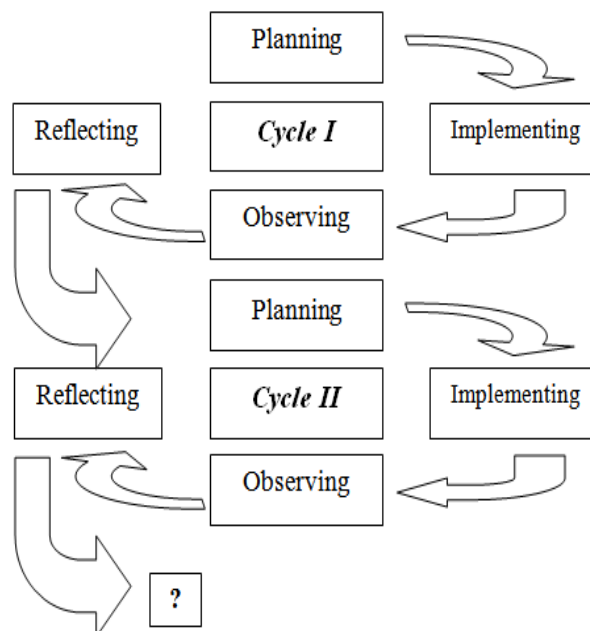 Planning
Reflecting
Cycle I
Implementing
Observing
Planning
Reflecting
Cycle II
Implementing
Observing
?